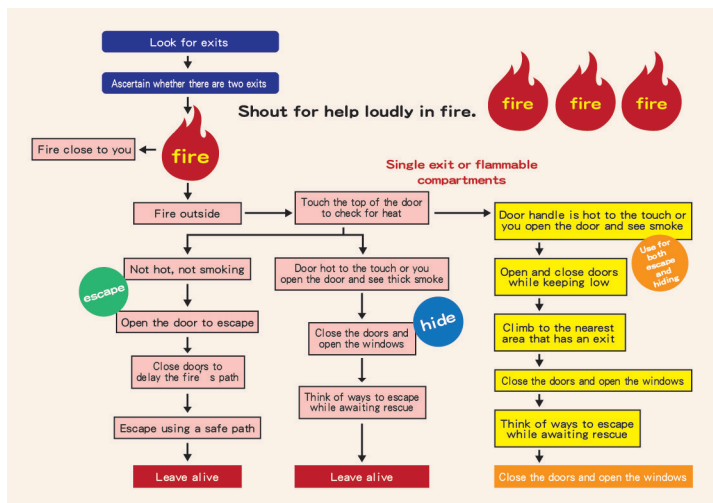 Look for exits
Ascertain whether there are two exits
Shout for help loudly in fire.
fire
fire
fire
fire
Fire close to you
Single exit or flammable
compartments
Fire outside
Touch the top of the door
to check for heat
Door handle is hot to the touch or
you open the door and see smoke
Use for
both
escape
and
hiding
escape
Not hot, not smoking
Door hot to the touch or you
open the door and see thick smoke
Open and close doors
while keeping low
Open the door to escape
hide
Close the doors and
open the windows
Climb to the nearest
area that has an exit
Close doors to
delay the fire's path
Close the doors and open the windows
Think of ways to escape
while awaiting rescue
Escape using a safe path
Think of ways to escape
while awaiting rescue
Leave alive
Leave alive
Close the doors and open the windows